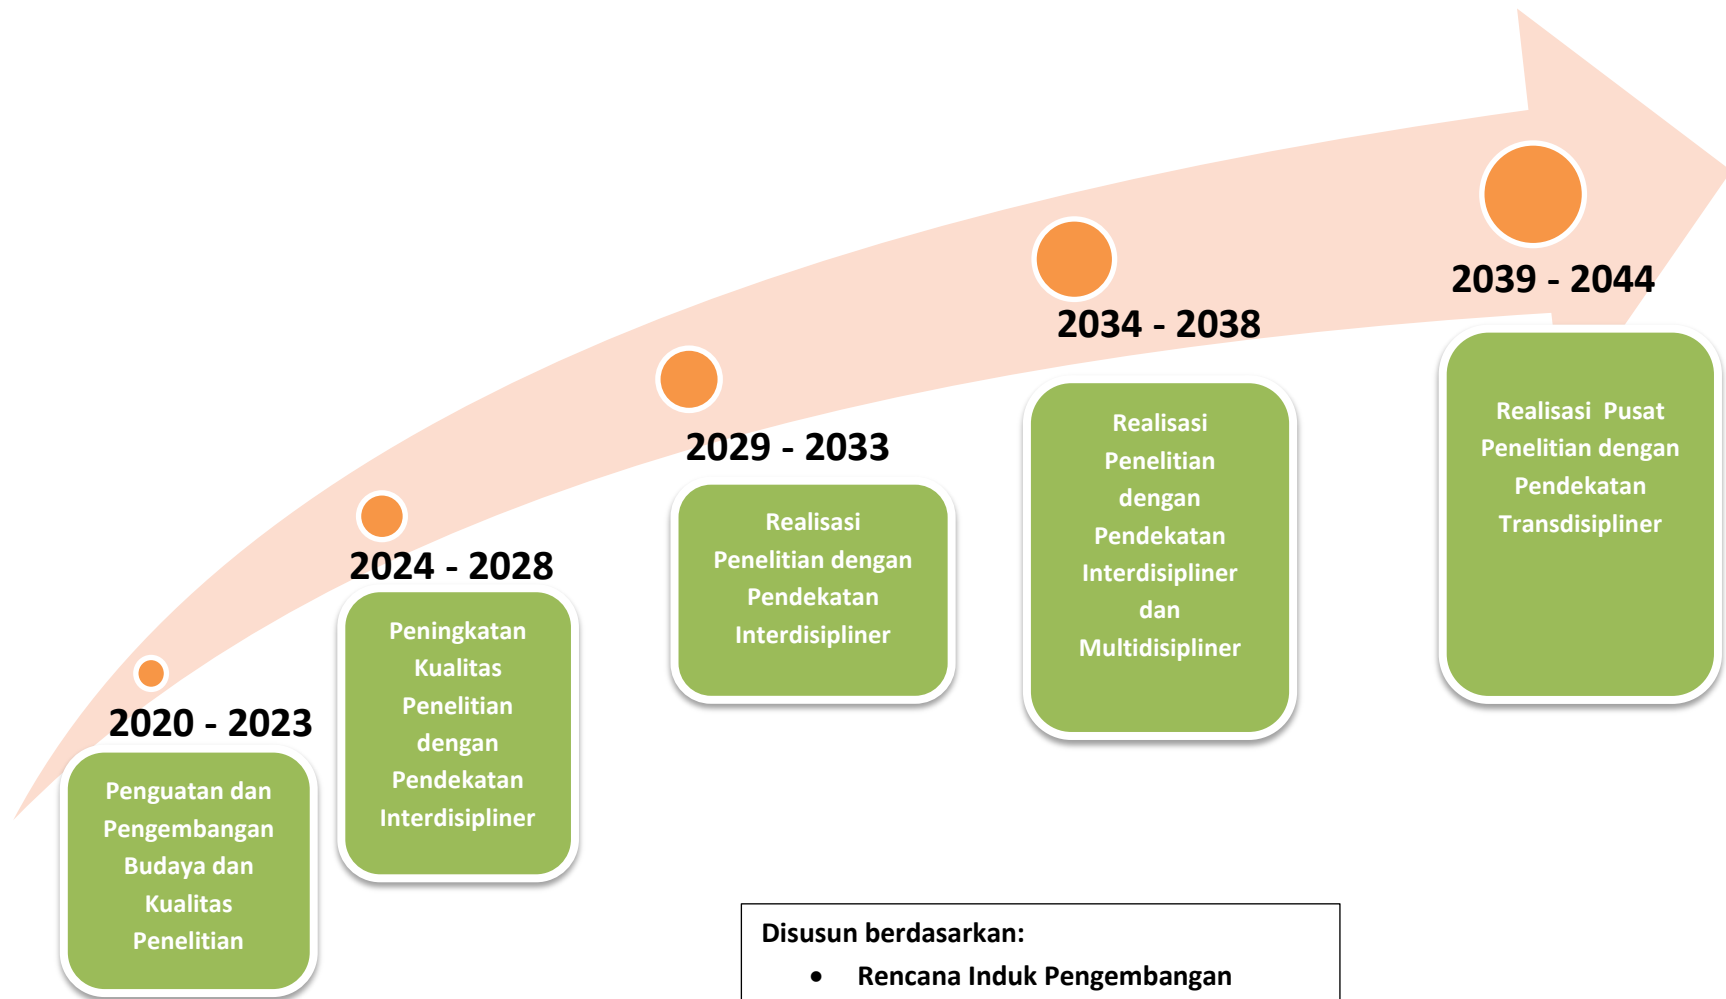 2020 - 2023
Penguatan dan
Pengembangan
Budaya dan
Kualitas
Penelitian
2024 - 2028
Peningkatan
Kualitas
Penelitian
dengan
Pendekatan
Interdisipliner
2029 - 2033
Realisasi
Penelitian dengan
Pendekatan
Interdisipliner
2034 - 2038
Realisasi
Penelitian
dengan
Pendekatan
Interdisipliner
dan
Multidisipliner
2039 - 2044
Realisasi Pusat
Penelitian dengan
Pendekatan
Transdisipliner
Disusun berdasarkan:
• Rencana Induk Pengembangan